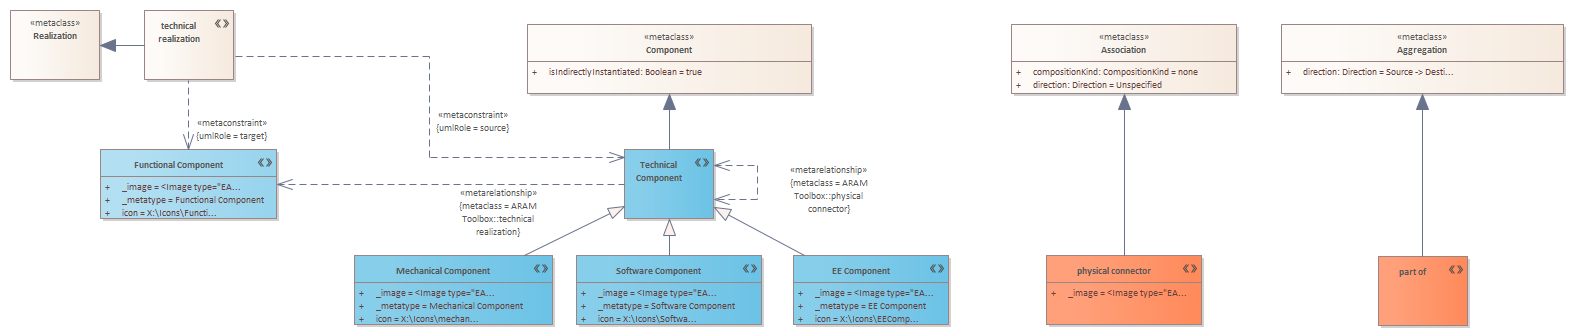 «metaclass»
Realization
technical
realization
«metaclass»
Component
+ isIndirectlyInstantiated: Boolean = true
«metaclass»
Association
+ compositionKind: CompositionKind = none
+ direction: Direction = Unspecified
«metaclass»
Aggregation
+ direction: Direction = Source -> Desti...
«metaconstraint»
{umlRole = target}
«metaconstraint»
{umlRole = source}
Functional Component
+ _image = <Image type="EA...
+ _metatype = Functional Component
+ icon = X:\Icons\Functi...
Technical
Component
«metarelationship»
{metaclass = ARAM
Toolbox::physical
connector}
«metarelationship»
{metaclass = ARAM
Toolbox::technical
realization}
Mechanical Component
+ _image = <Image type="EA...
+ _metatype = Mechanical Component
+ icon = X:\Icons\mechan...
Software Component
+ _image = <Image type="EA...
+ _metatype = Software Component
+ icon = X:\Icons\Softwa...
EE Component
+ _image = <Image type="EA...
+ _metatype = EE Component
+ icon = X:\Icons\EEComp...
physical connector
+ _image = <Image type="EA...
part of